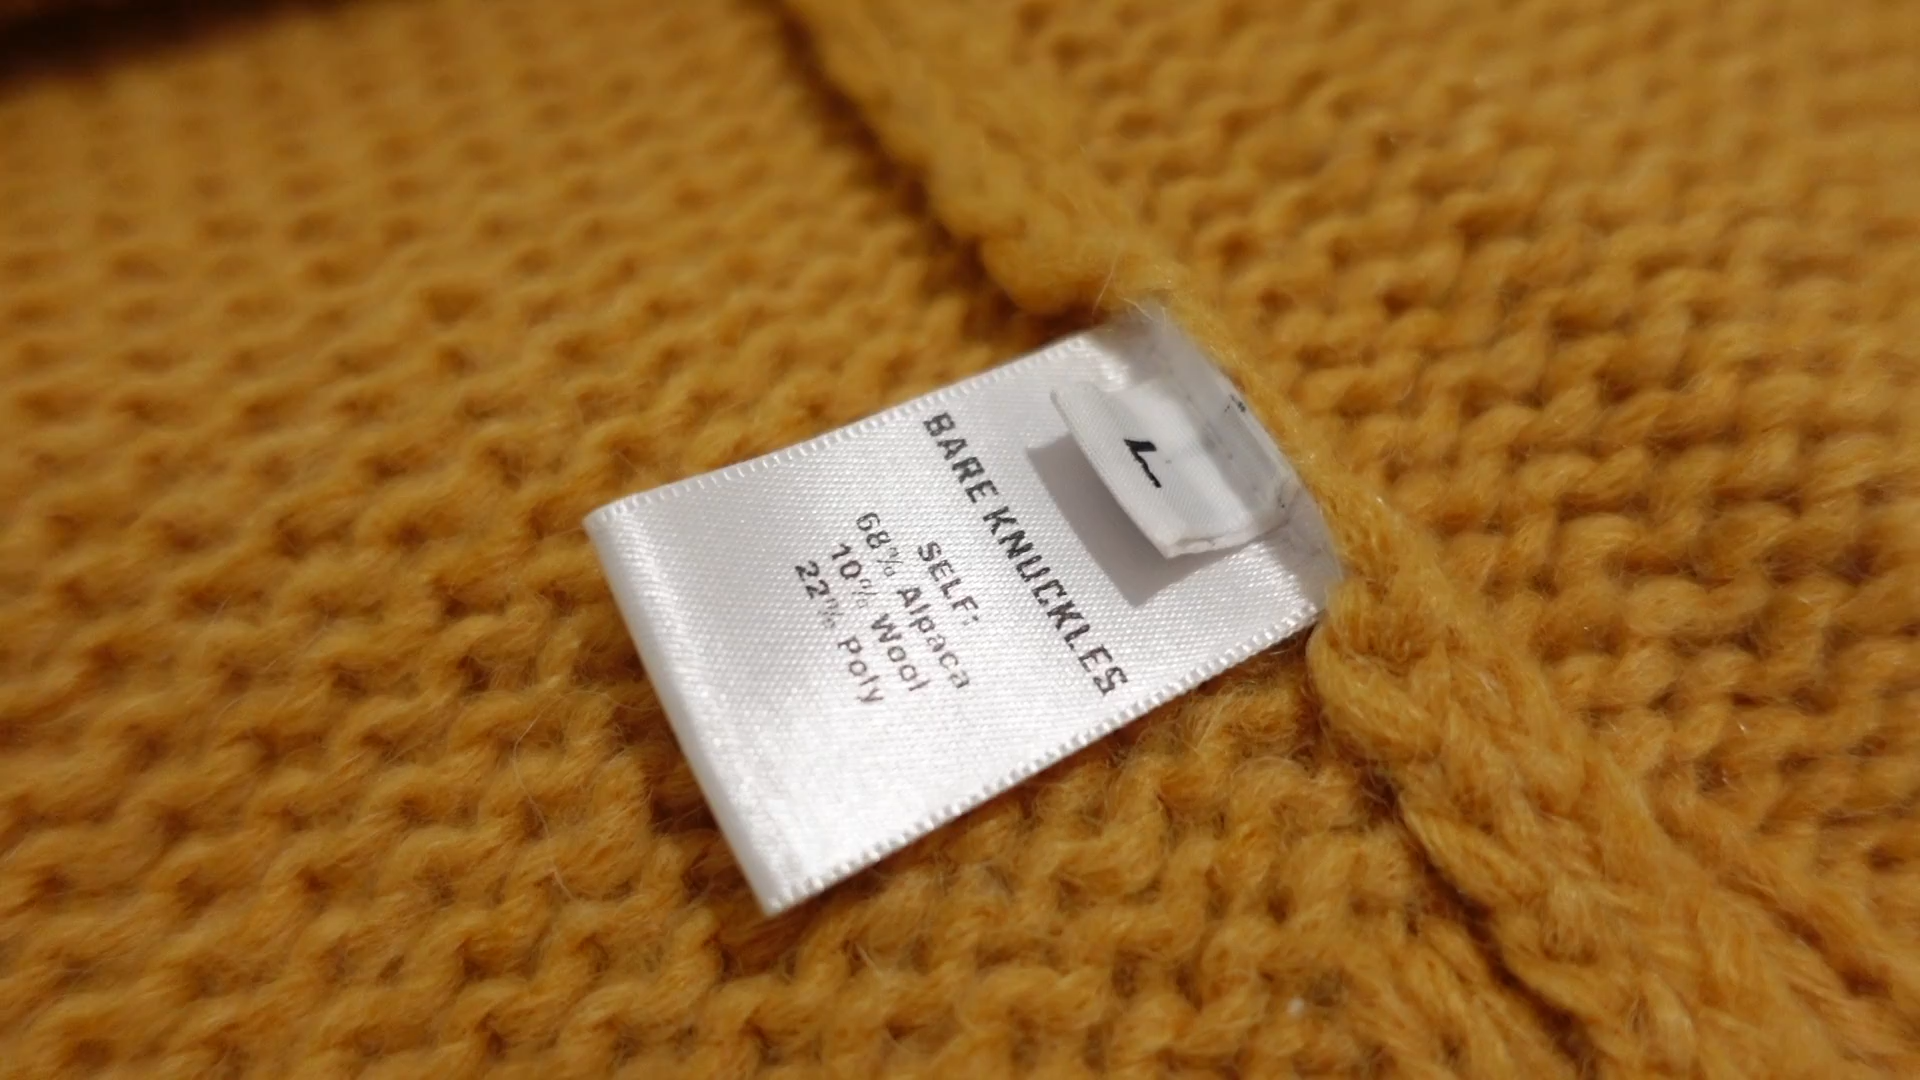 L
BARE KNUCKLES
SELF:
68% Alpaca
10% Wool
22% Poly